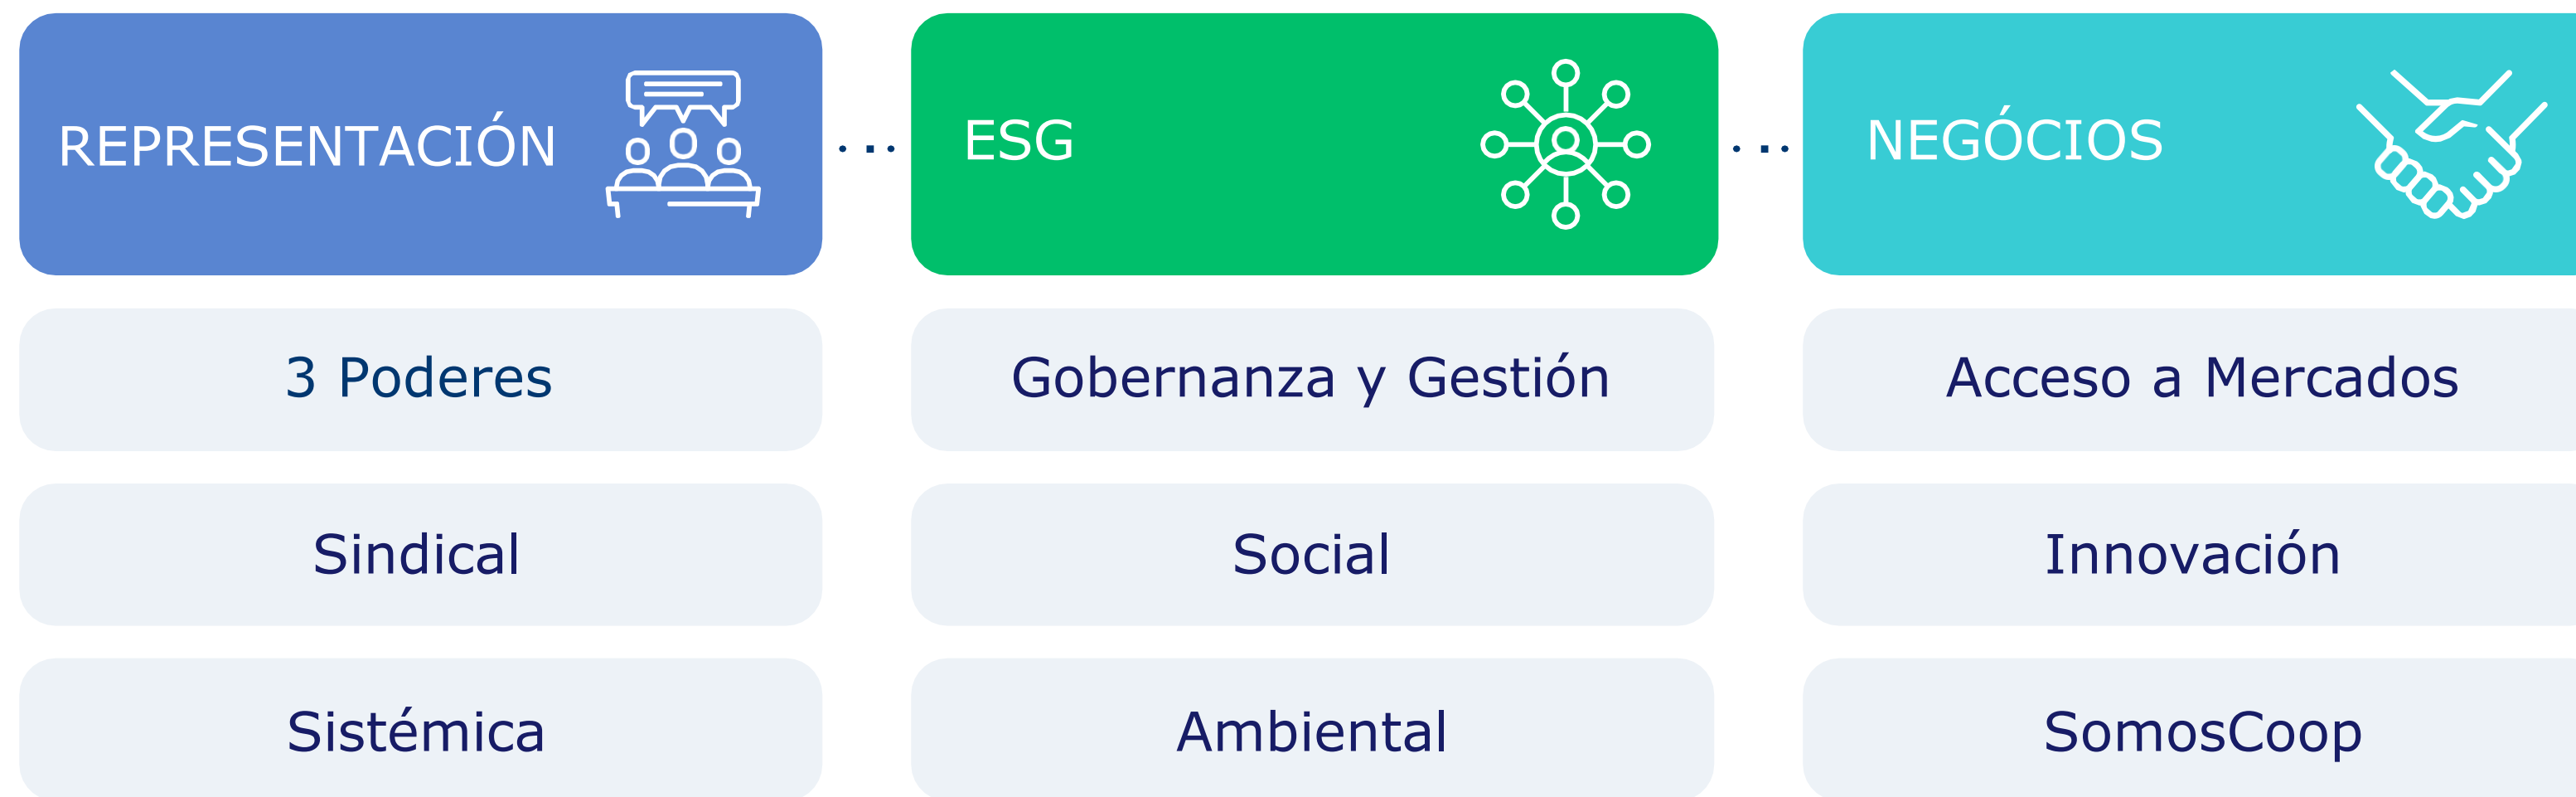 REPRESENTACIÓN
3 Poderes
Sindical
Sistémica
ESG
Gobernanza y Gestión
Social
Ambiental
NEGÓCIOS
Acceso a Mercados
Innovación
SomosCoop